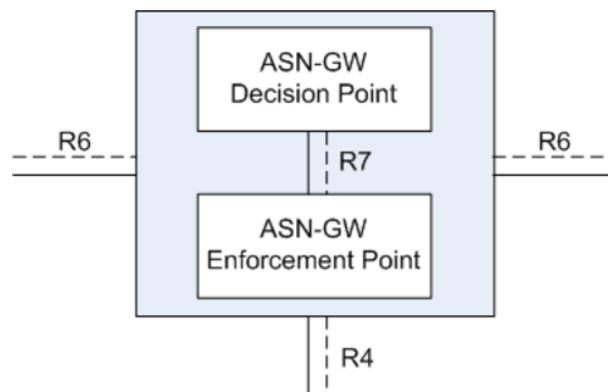 ASN-GW
Decision Point
R6
R6
R7
ASN-GW
Enforcement Point
R4